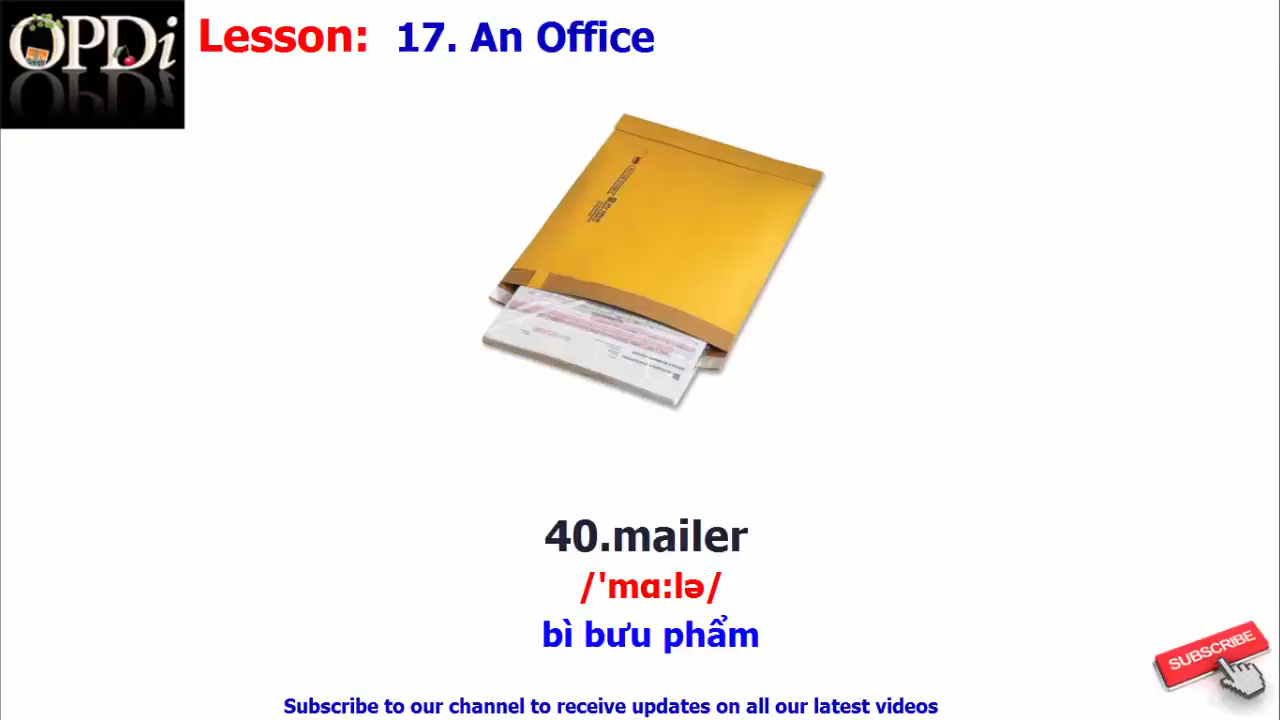 OPDi
Lesson: 17. An Office
40.mailer
/'mɑ:lə/
bì bưu phẩm
SUBSCRIBE
Subscribe to our channel to receive updates on all our latest videos